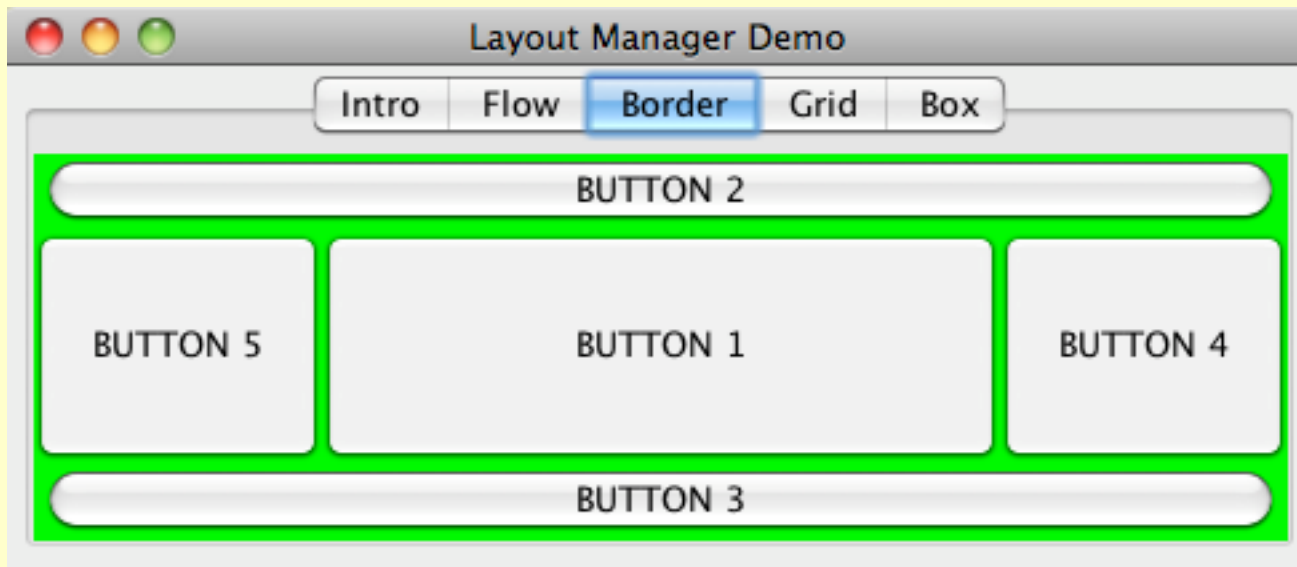 Layout Manager Demo
Intro Flow Border Grid Box
BUTTON 2
BUTTON 5 BUTTON 1 BUTTON 4
BUTTON 3